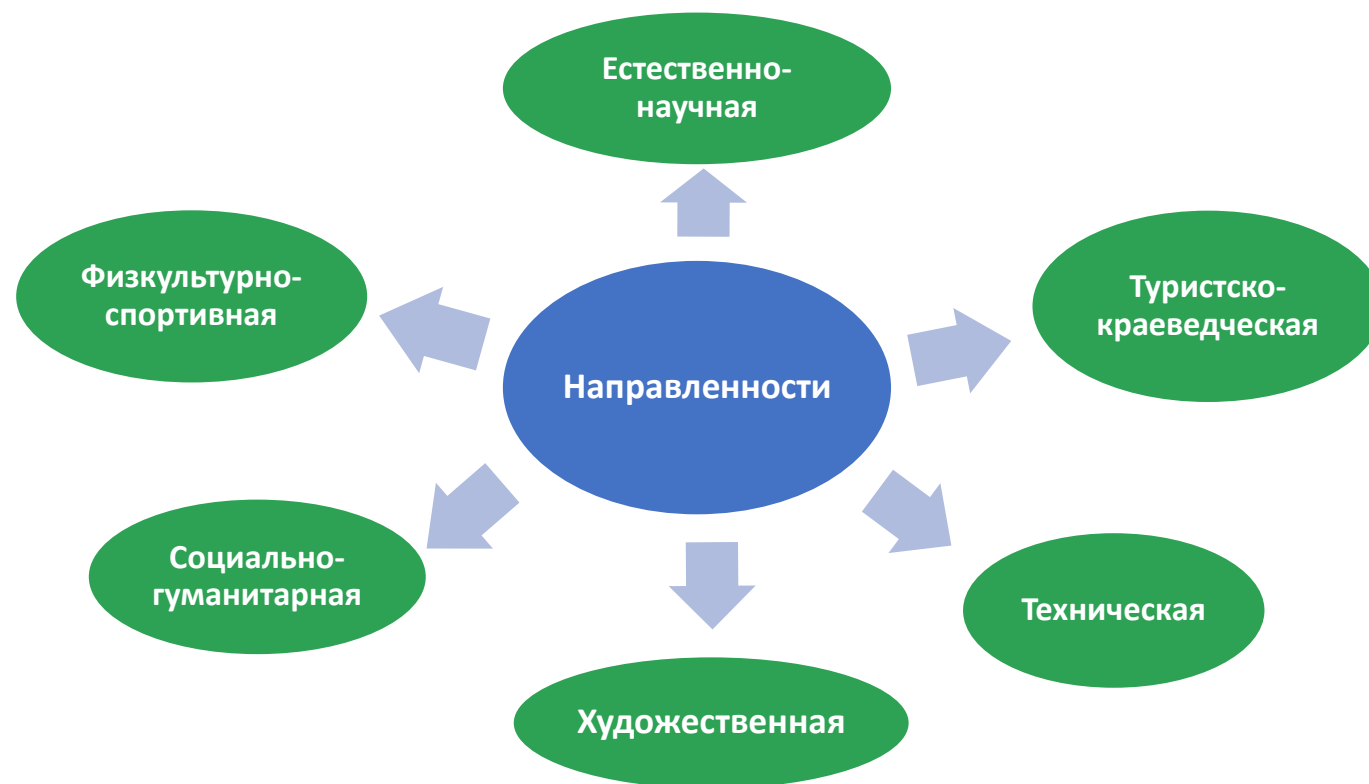 Естественно-
научная
Физкультурно-
спортивная
Туристско-
краеведческая
Направленности
Социально-
гуманитарная
Техническая
Художественная